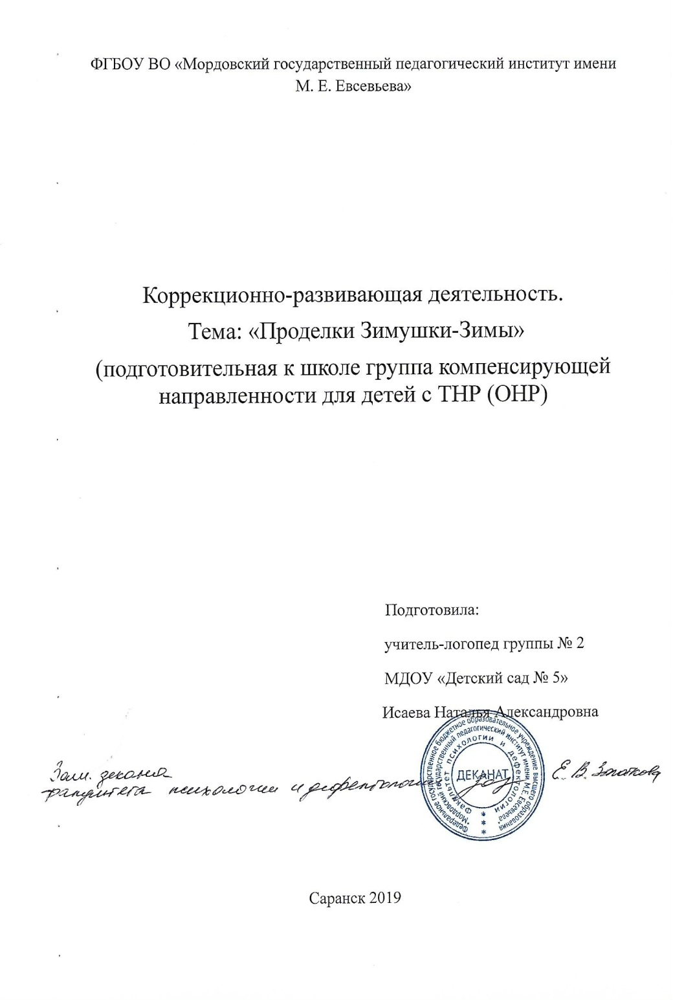 ФГБОУ ВО «Мордовский государственный педагогический институт имени
М. Е. Евсевьева»
Коррекционно-развивающая деятельность.
Тема: «Проделки Зимушки-Зимы»
(подготовительная к школе группа компенсирующей
направленности для детей с ТНР (ОНР)
Подготовила:
учитель-логопед группы № 2
МДОУ «Детский сад № 5»
Исаева Наталья Александровна
Зам. декана
факультета психологии и дефектологии
Е. В. Золоткова
Федеральное государственное бюджетное образовательное учреждение высшего образования
"Мордовский государственный педагогический институт имени М.Е. Евсевьева"
Факультет психологии и дефектологии
ДЕКАНАТ
* * *
Саранск 2019